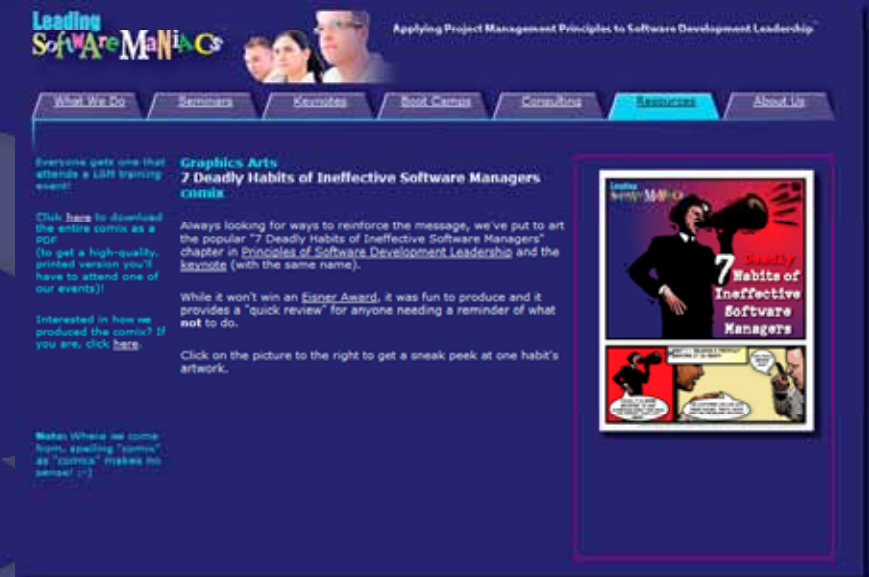 Leading
SoftwareManiacs
Applying Project Management Principles to Software Development Leadership
What We Do
Seminars
Keynotes
Boot Camps
Consulting
Resources
About Us
Everyone gets one that
attends a LSM training
event!
Click here to download
the entire comix as a
PDF
(to get a high-quality,
printed version you'll
have to attend one of
our events)!
Interested in how we
produced the comix? If
you are, click here.
Note: Where we come
from, spelling "comix"
as "comix" makes no
sense! ;-)
Graphics Arts
7 Deadly Habits of Ineffective Software Managers
comix
Always looking for ways to reinforce the message, we've put to art
the popular "7 Deadly Habits of Ineffective Software Managers"
chapter in Principles of Software Development Leadership and the
keynote (with the same name).
While it won't win an Eisner Award, it was fun to produce and it
provides a "quick review" for anyone needing a reminder of what
not to do.
Click on the picture to the right to get a sneak peek at one habit's
artwork.
Leading
SoftwareManiacs
7 Deadly
Habits of
Ineffective
Software
Managers